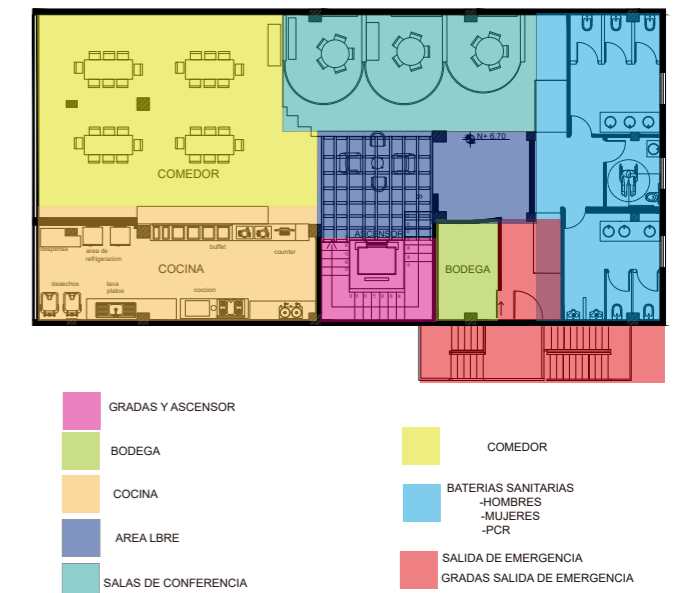 N+ 6.70
COMEDOR
ASCENSOR
despensa
area de
refrigeracion
buffet
counter
COCINA
BODEGA
desechos
lava
platos
coccion
GRADAS Y ASCENSOR
BODEGA
COCINA
AREA LBRE
SALAS DE CONFERENCIA
COMEDOR
BATERIAS SANITARIAS
-HOMBRES
-MUJERES
-PCR
SALIDA DE EMERGENCIA
GRADAS SALIDA DE EMERGENCIA